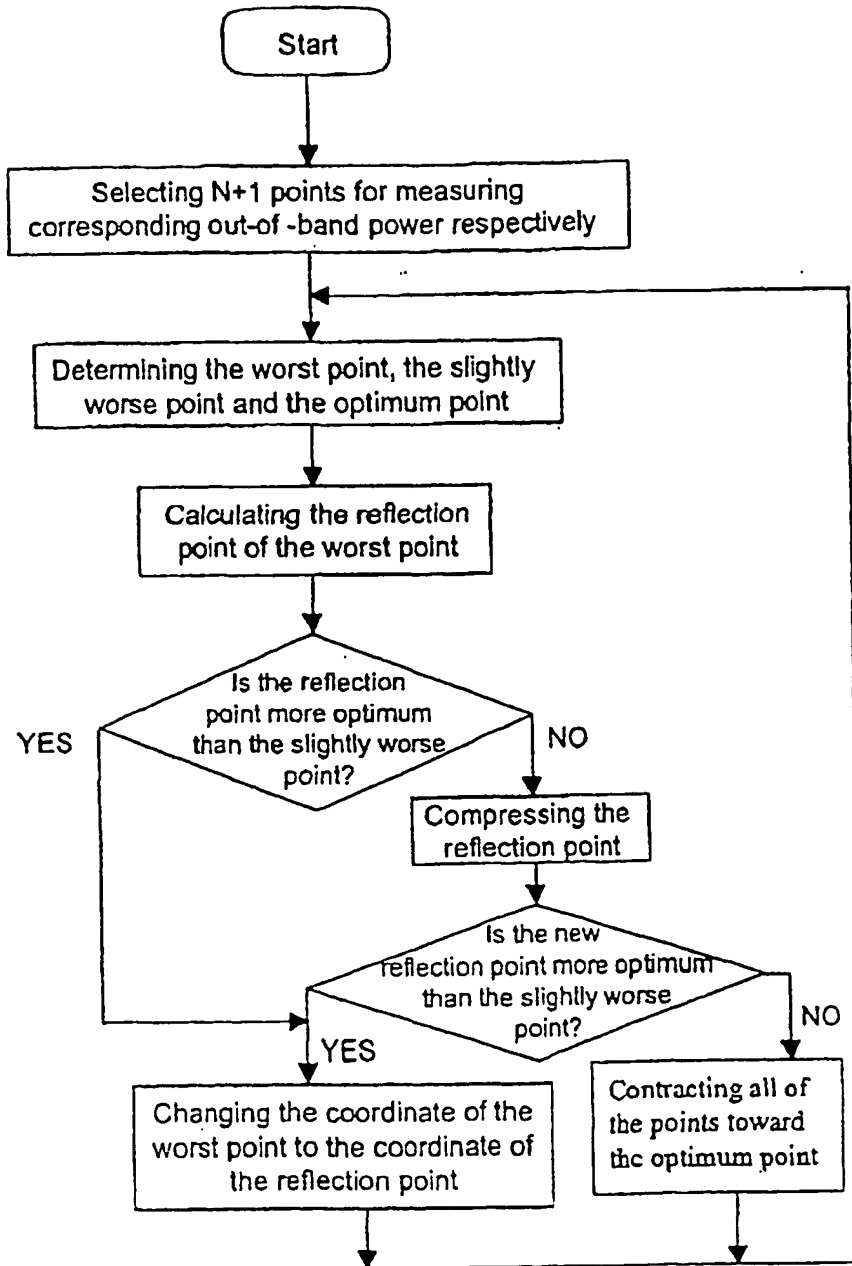 Start
Selecting N+1 points for measuring
corresponding out-of -band power respectively
Determining the worst point, the slightly
worse point and the optimum point
Calculating the reflection
point of the worst point
Is the reflection
point more optimum
than the slightly worse
point?
YES
NO
Compressing the
reflection point
Is the new
reflection point more optimum
than the slightly worse
point?
YES
NO
Changing the coordinate of the
worst point to the coordinate of
the reflection point
Contracting all of
the points toward
the optimum point